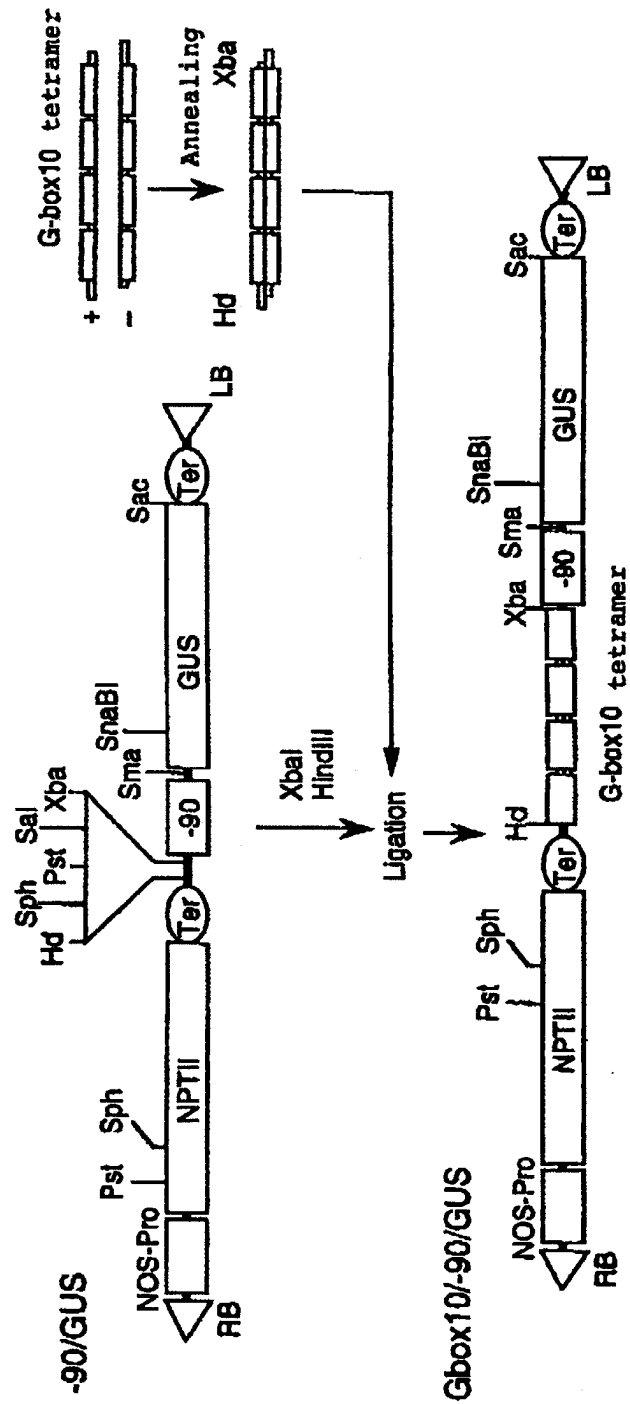 -90/GUS
Hd Sph Pst Sal Xba
NOS-Pro Pst Sph Sma SnaBI Sac
RB NPTII Ter -90 GUS Ter LB
G-box10 tetramer
+
-
Annealing
Hd Xba
XbaI
HindIII
Ligation
Gbox10/-90/GUS
NOS-Pro Pst Sph Hd Xba Sma SnaBI Sac
RB NPTII Ter -90 GUS Ter LB
G-box10 tetramer